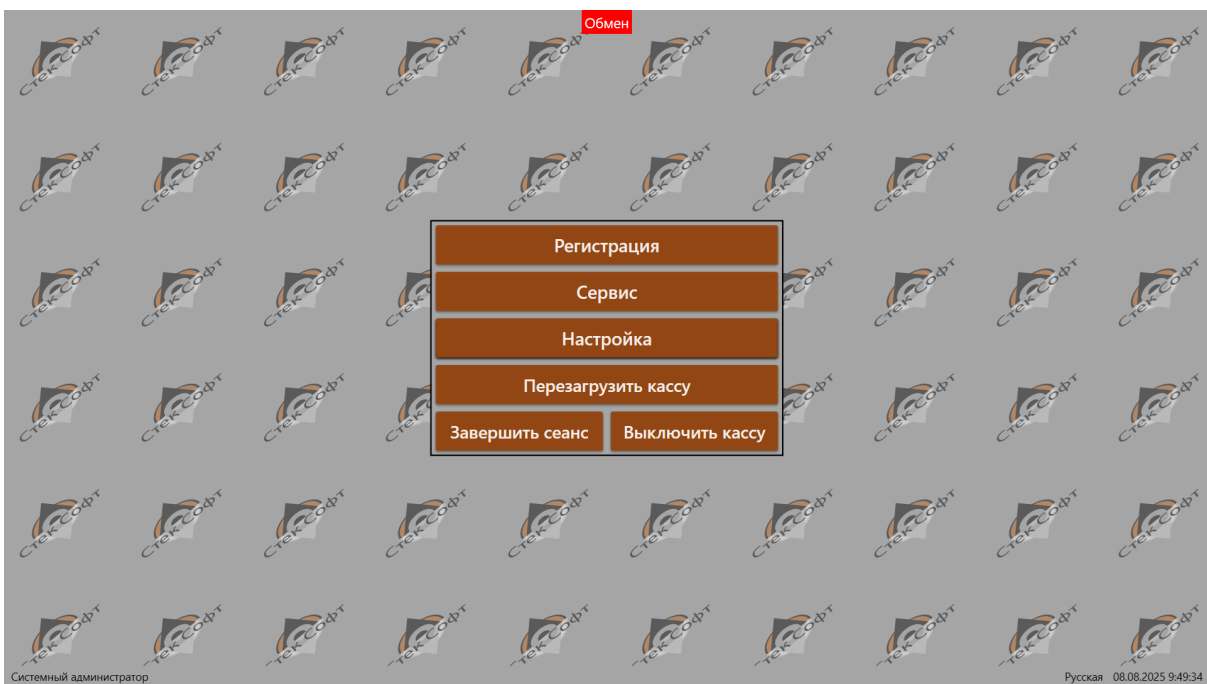 Обмен
Регистрация
Сервис
Настройка
Перезагрузить кассу
Завершить сеанс
Выключить кассу
СтекСофт
Системный администратор
Русская 08.08.2025 9:49:34